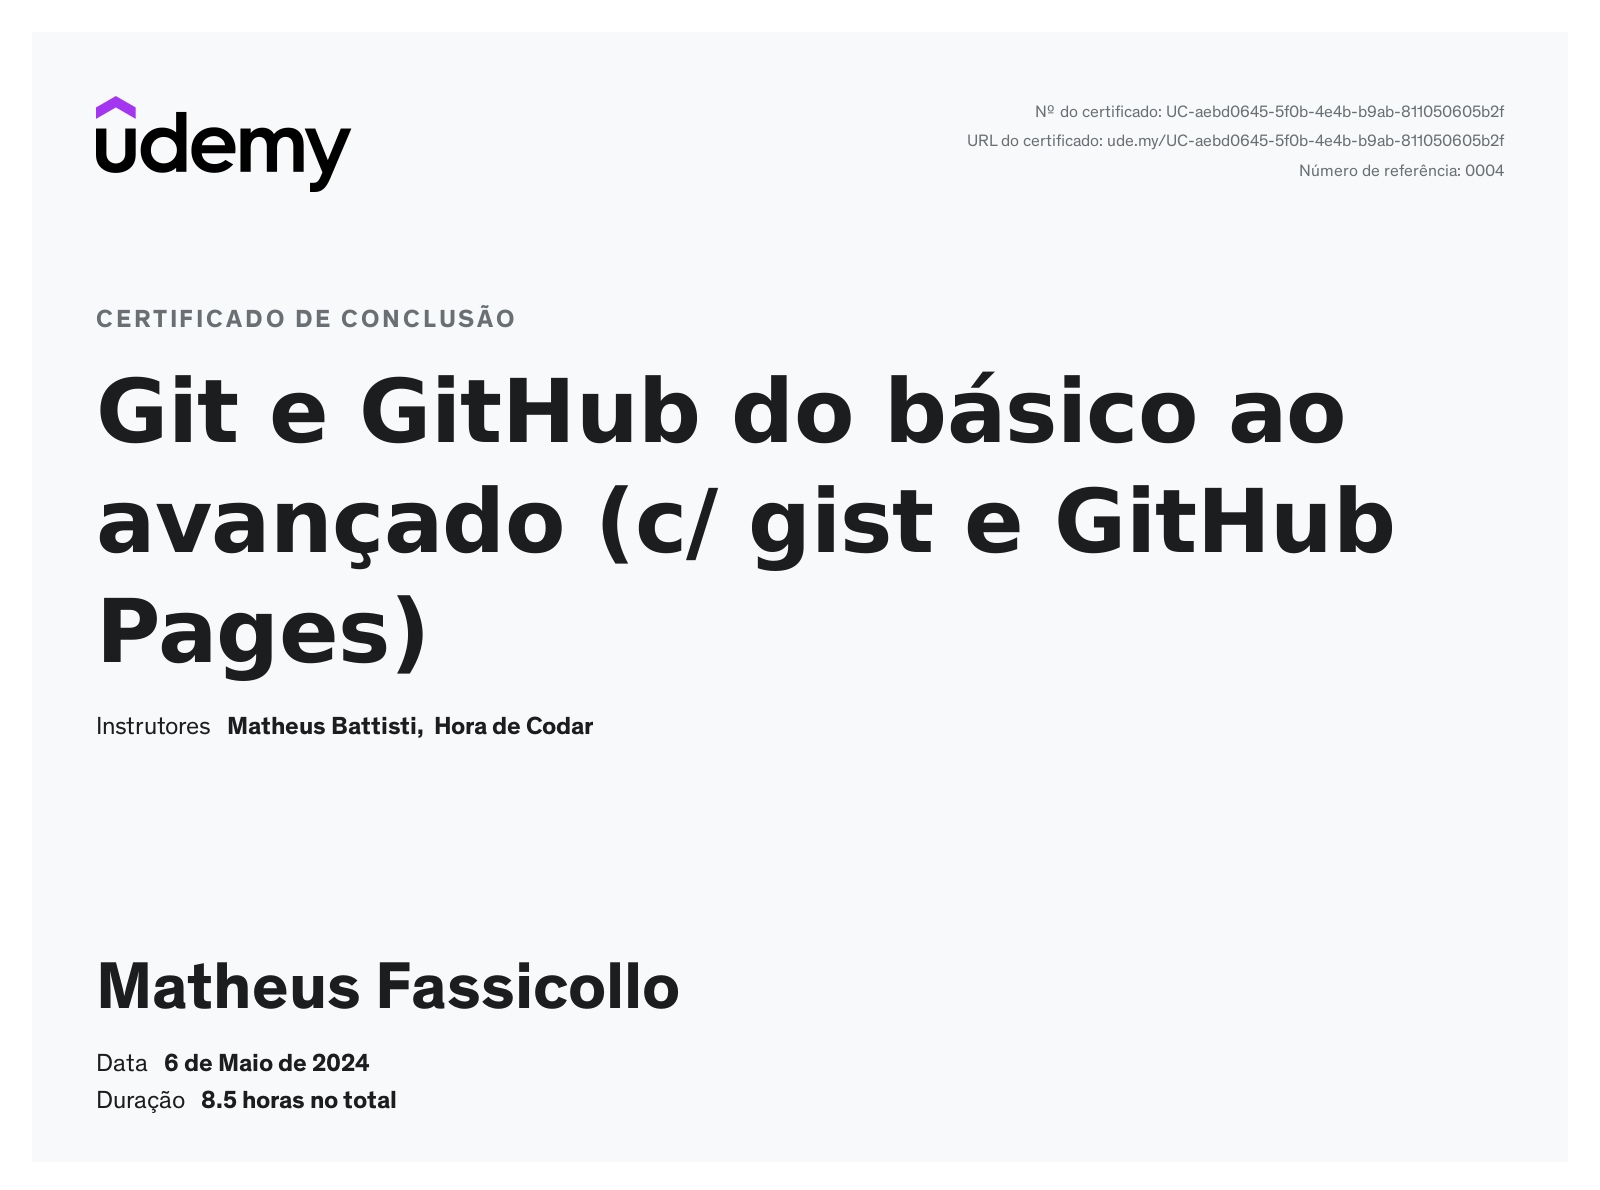 udemy
Nº do certificado: UC-aebd0645-5f0b-4e4b-b9ab-811050605b2f
URL do certificado: ude.my/UC-aebd0645-5f0b-4e4b-b9ab-811050605b2f
Número de referência: 0004
CERTIFICADO DE CONCLUSÃO
Git e GitHub do básico ao
avançado (c/ gist e GitHub
Pages)
Instrutores Matheus Battisti, Hora de Codar
Matheus Fassicollo
Data 6 de Maio de 2024
Duração 8.5 horas no total